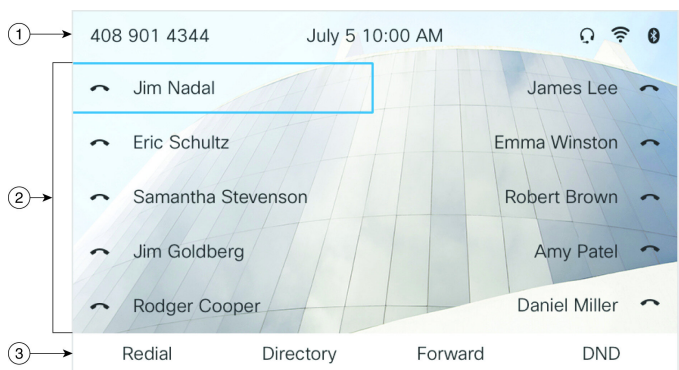 1 408 901 4344 July 5 10:00 AM
Jim Nadal James Lee
Eric Schultz Emma Winston
2 Samantha Stevenson Robert Brown
Jim Goldberg Amy Patel
Rodger Cooper Daniel Miller
3 Redial Directory Forward DND